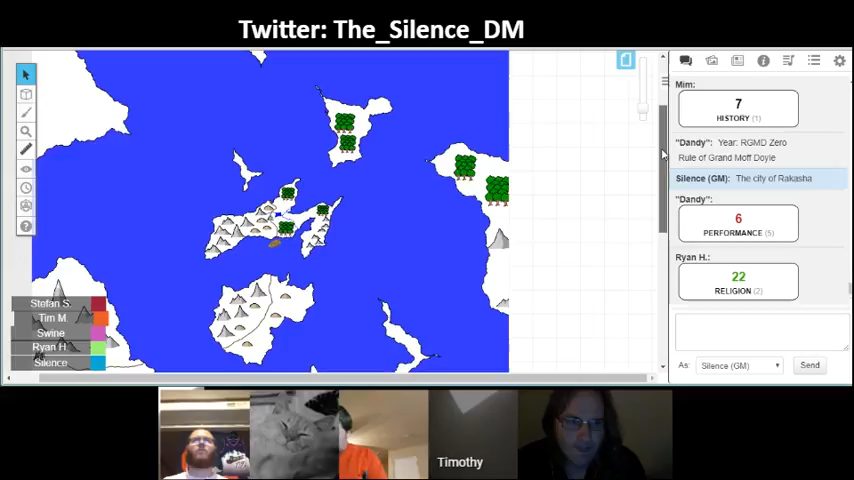 Twitter: The_Silence_DM
Mim:
7
HISTORY (1)
"Dandy": Year: RGMD Zero
Rule of Grand Moff Doyle
Silence (GM): The city of Rakasha
"Dandy":
6
PERFORMANCE (5)
Ryan H.:
22
RELIGION (2)
As: Silence (GM)
Send
Stefan S.
Tim M.
Swine
Ryan H.
Silence
Timothy